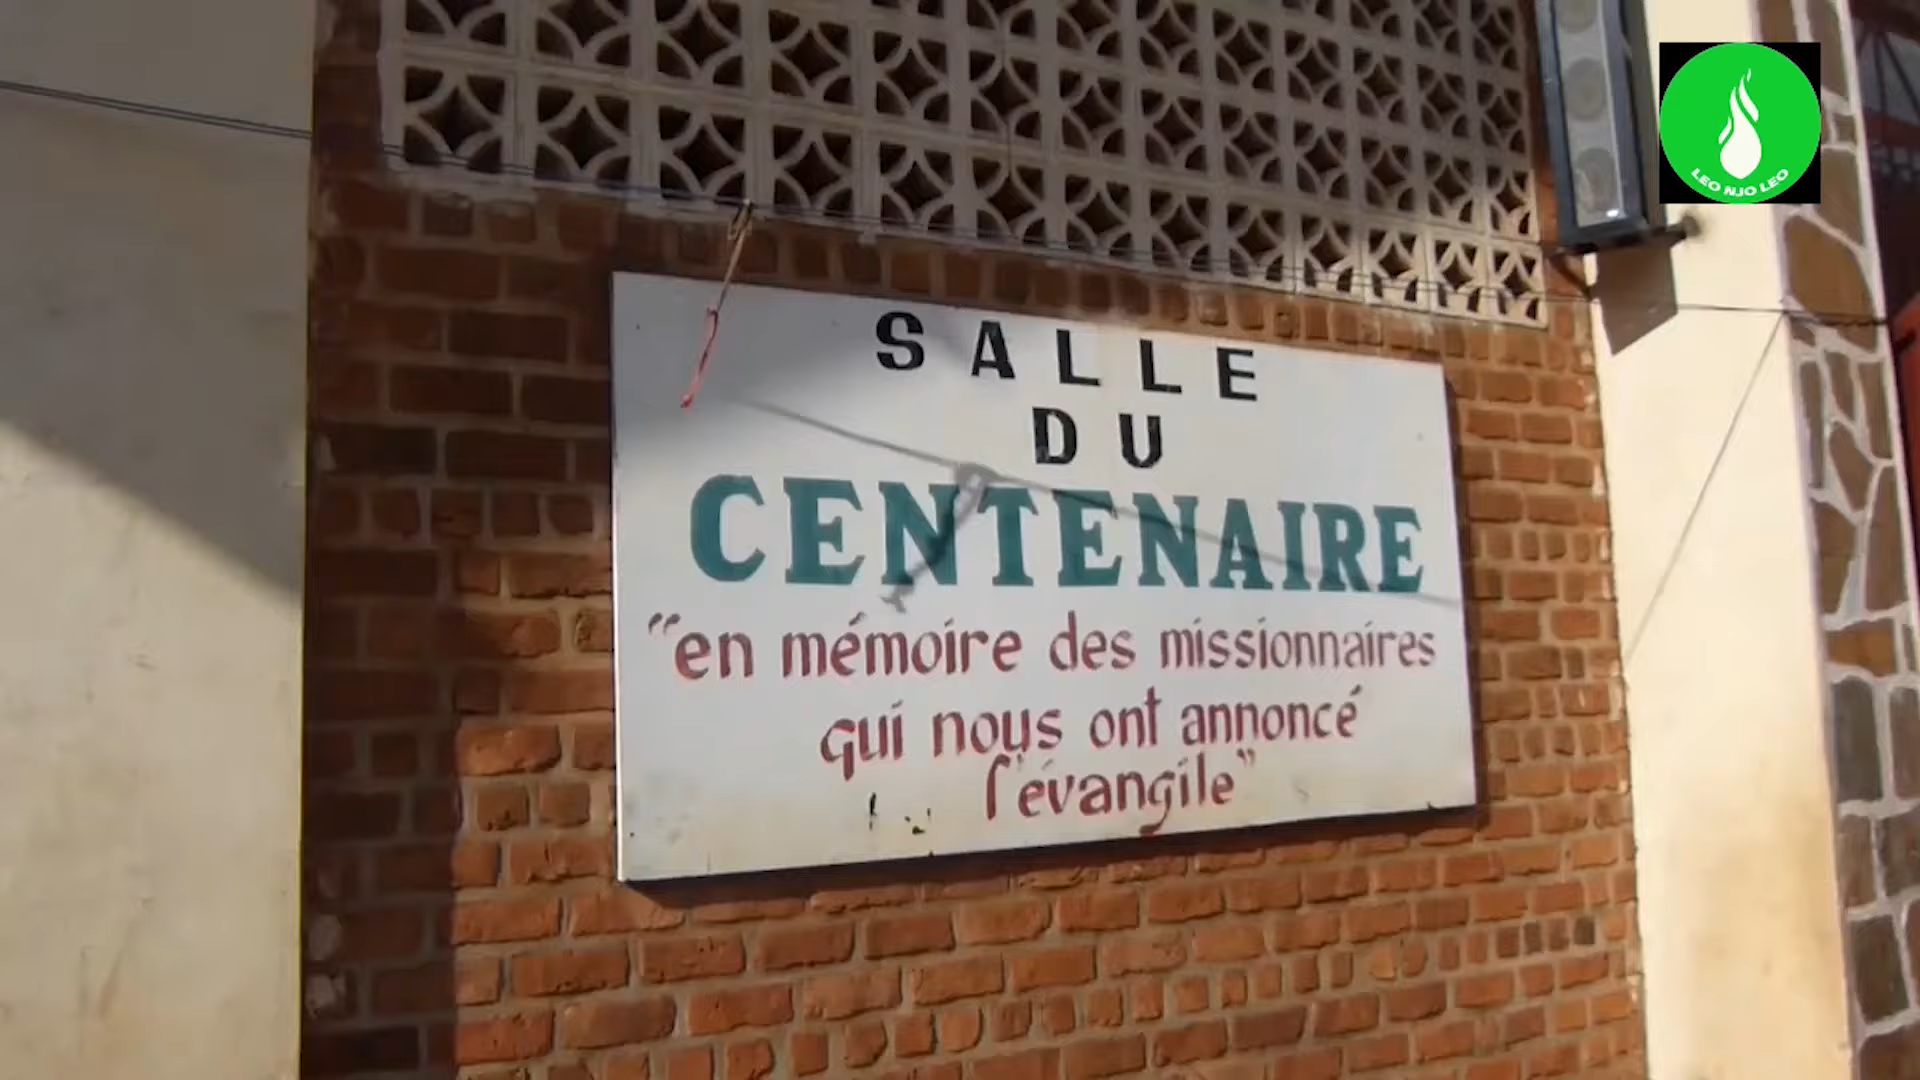 LEO NJO LEO
SALLE
DU
CENTENAIRE
"en mémoire des missionnaires
qui nous ont annoncé
l'évangile"